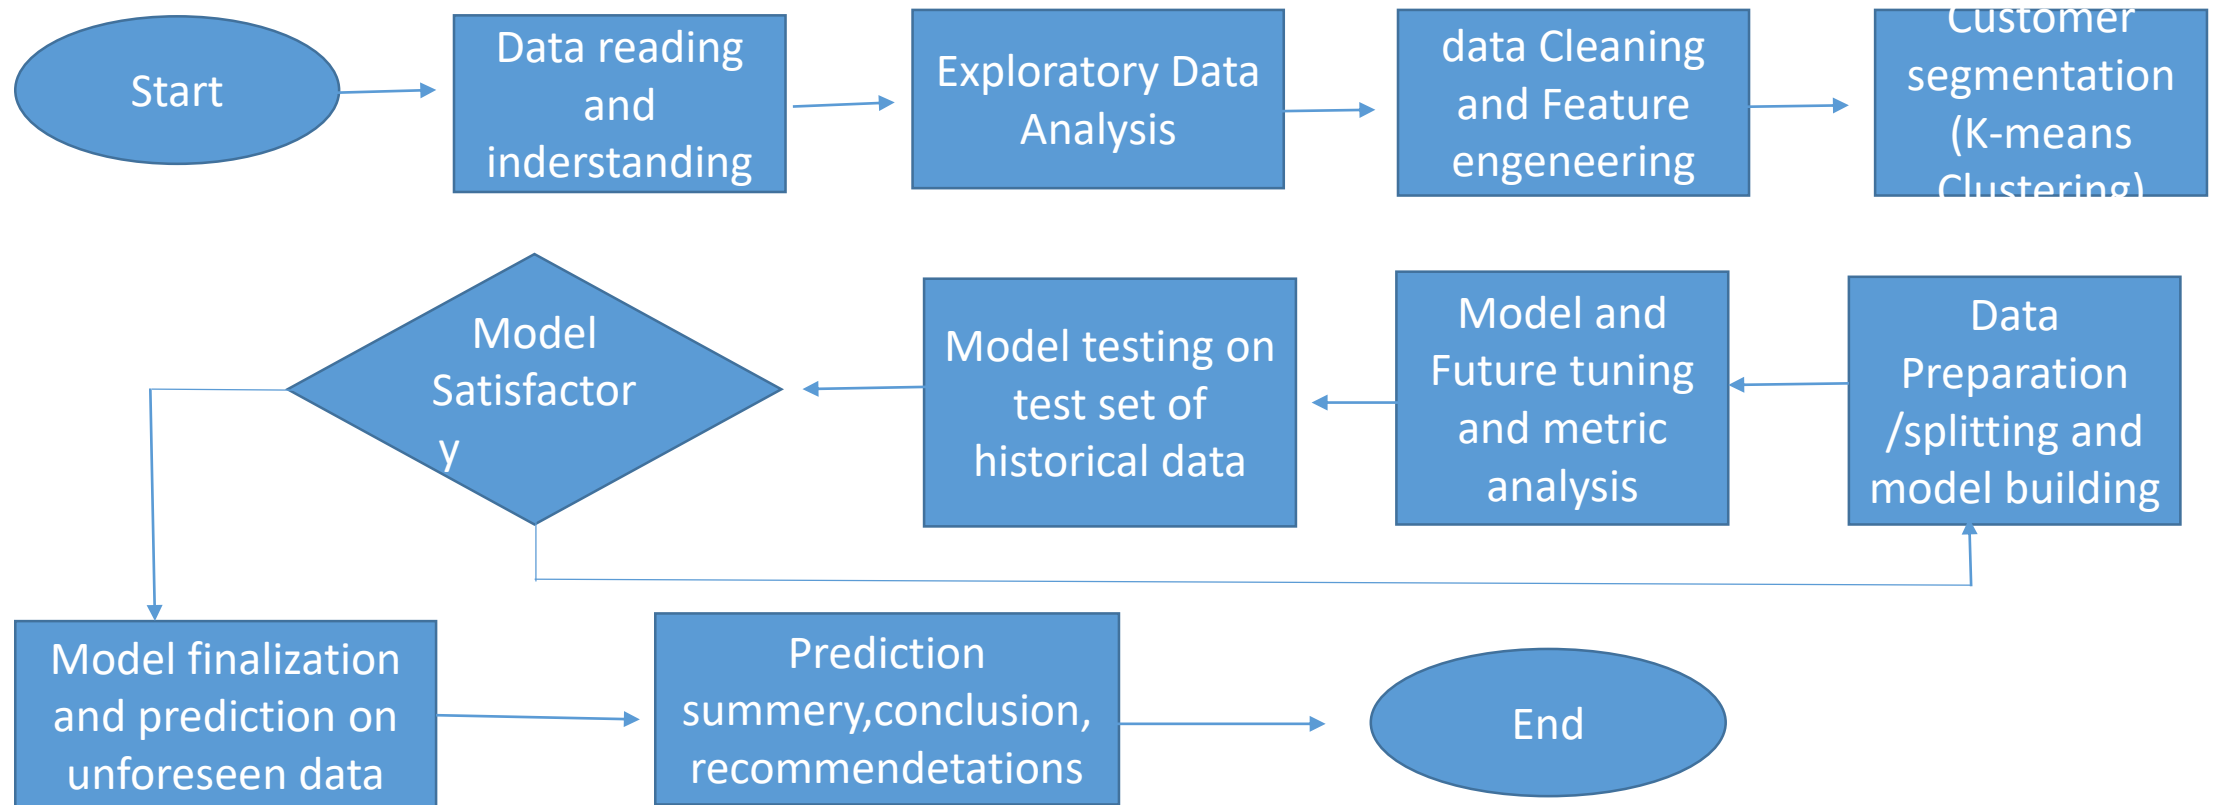 Start
Data reading
and
inderstanding
Exploratory Data
Analysis
data Cleaning
and Feature
engeneering
Customer
segmentation
(K-means
Clustering)
Model
Satisfactor
y
Model testing on
test set of
historical data
Model and
Future tuning
and metric
analysis
Data
Preparation
/splitting and
model building
Model finalization
and prediction on
unforeseen data
Prediction
summery,conclusion,
recommendetations
End